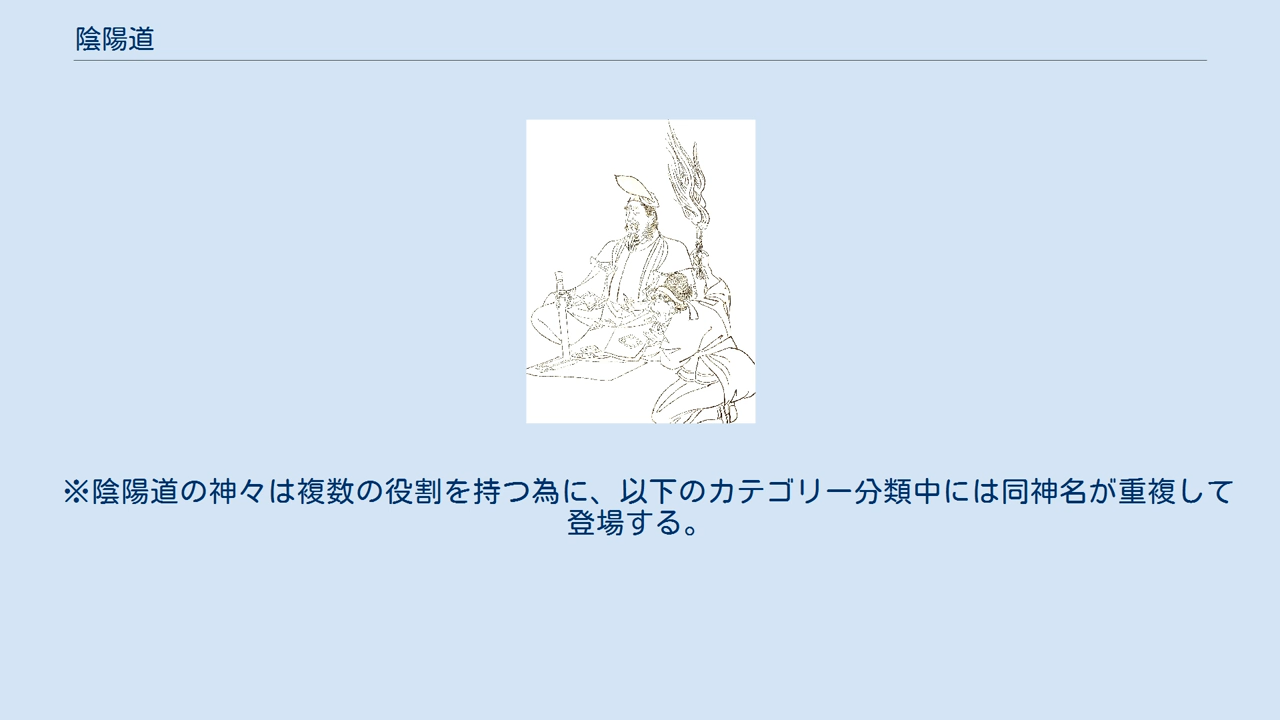 陰陽道
※陰陽道の神々は複数の役割を持つ為に、以下のカテゴリー分類中には同神名が重複して
登場する。